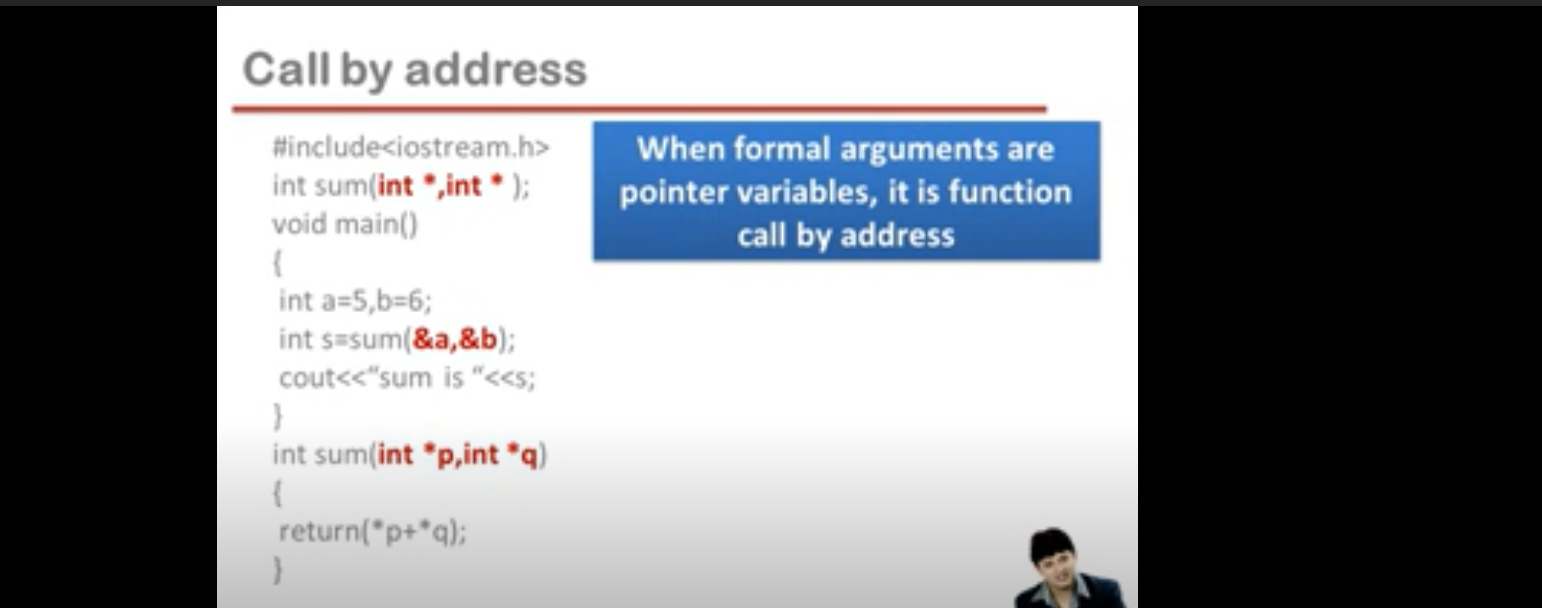 Call by address
#include<iostream.h>
int sum(int *,int * );
void main()
{
int a=5,b=6;
int s=sum(&a,&b);
cout<<“sum is “<<s;
}
int sum(int *p,int *q)
{
return(*p+*q);
}
When formal arguments are
pointer variables, it is function
call by address